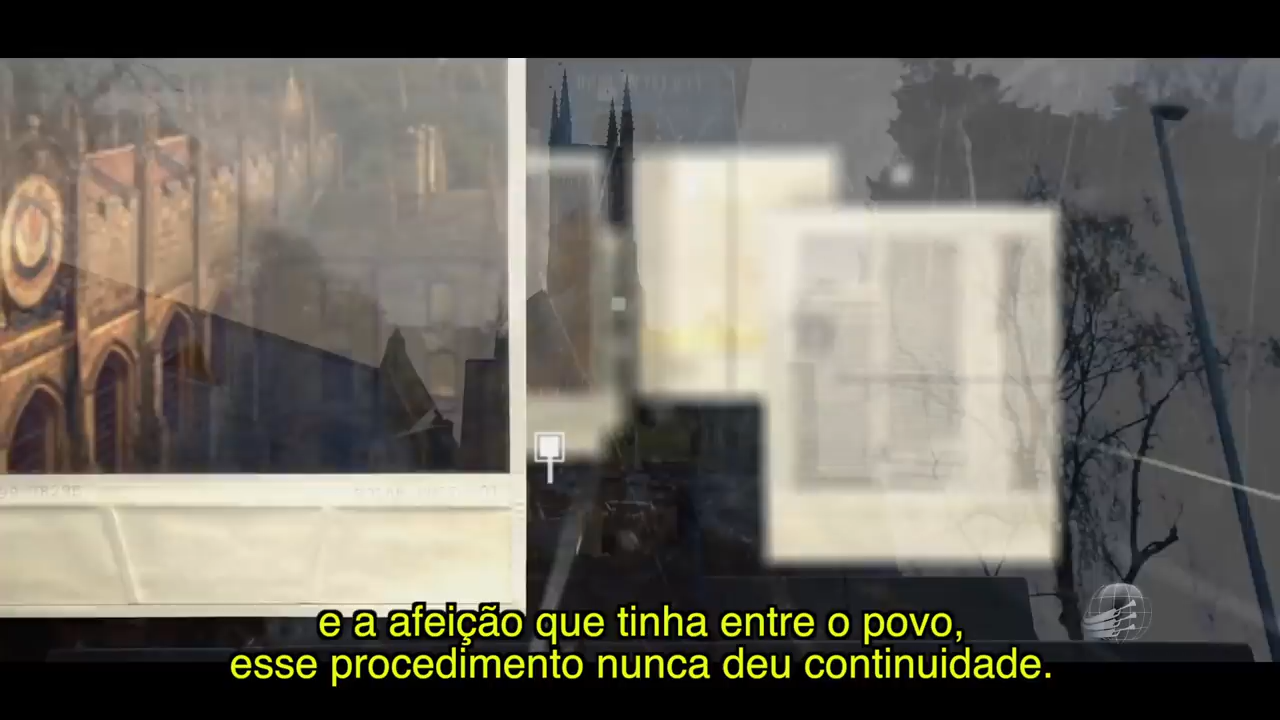 e a afeição que tinha entre o povo,
esse procedimento nunca deu continuidade.